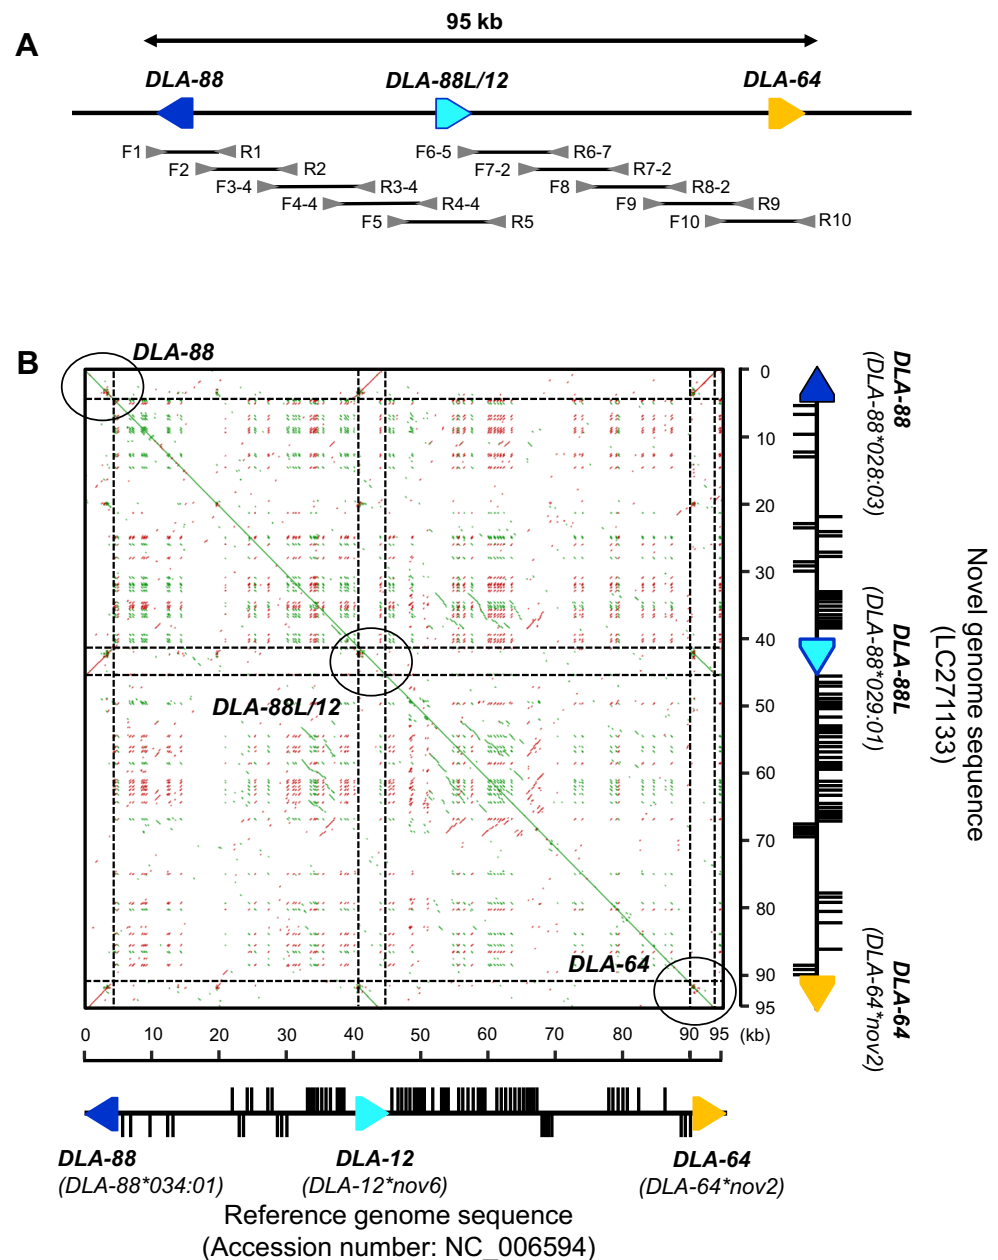 A
95 kb
DLA-88
DLA-88L/12
DLA-64
F1 R1
F6-5 R6-7
F2 R2
F7-2 R7-2
F3-4 R3-4
F8 R8-2
F4-4 R4-4
F9 R9
F5 R5
F10 R10
B
DLA-88
DLA-88L/12
DLA-64
0
10
20
30
40
50
60
70
80
90
95
(kb)
0 10 20 30 40 50 60 70 80 90 95
DLA-88
(DLA-88*028:03)
DLA-88L
(DLA-88*029:01)
DLA-64
(DLA-64*nov2)
Novel genome sequence
(LC271133)
DLA-88
(DLA-88*034:01)
DLA-12
(DLA-12*nov6)
DLA-64
(DLA-64*nov2)
Reference genome sequence
(Accession number: NC_006594)